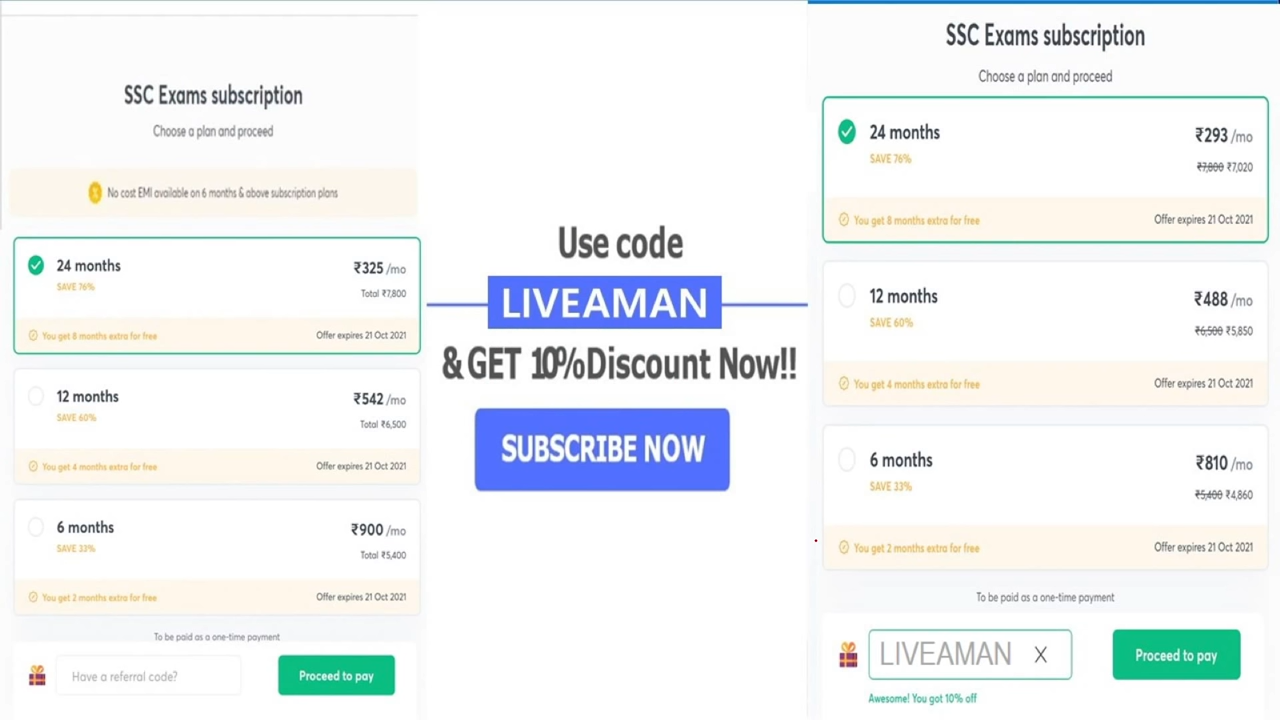 SSC Exams subscription
Choose a plan and proceed
No cost EMI available on 6 months & above subscription plans
24 months ₹325 /mo
SAVE 76% Total ₹7,800
You get 8 months extra for free Offer expires 21 Oct 2021
12 months ₹542 /mo
SAVE 60% Total ₹6,500
You get 4 months extra for free Offer expires 21 Oct 2021
6 months ₹900 /mo
SAVE 33% Total ₹5,400
You get 2 months extra for free Offer expires 21 Oct 2021
To be paid as a one-time payment
Have a referral code? Proceed to pay
Use code
LIVEAMAN
& GET 10% Discount Now!!
SUBSCRIBE NOW
SSC Exams subscription
Choose a plan and proceed
24 months ₹293 /mo
SAVE 76% ₹7,800 ₹7,020
You get 8 months extra for free Offer expires 21 Oct 2021
12 months ₹488 /mo
SAVE 60% ₹6,500 ₹5,850
You get 4 months extra for free Offer expires 21 Oct 2021
6 months ₹810 /mo
SAVE 33% ₹5,400 ₹4,860
You get 2 months extra for free Offer expires 21 Oct 2021
To be paid as a one-time payment
LIVEAMAN X Proceed to pay
Awesome! You got 10% off